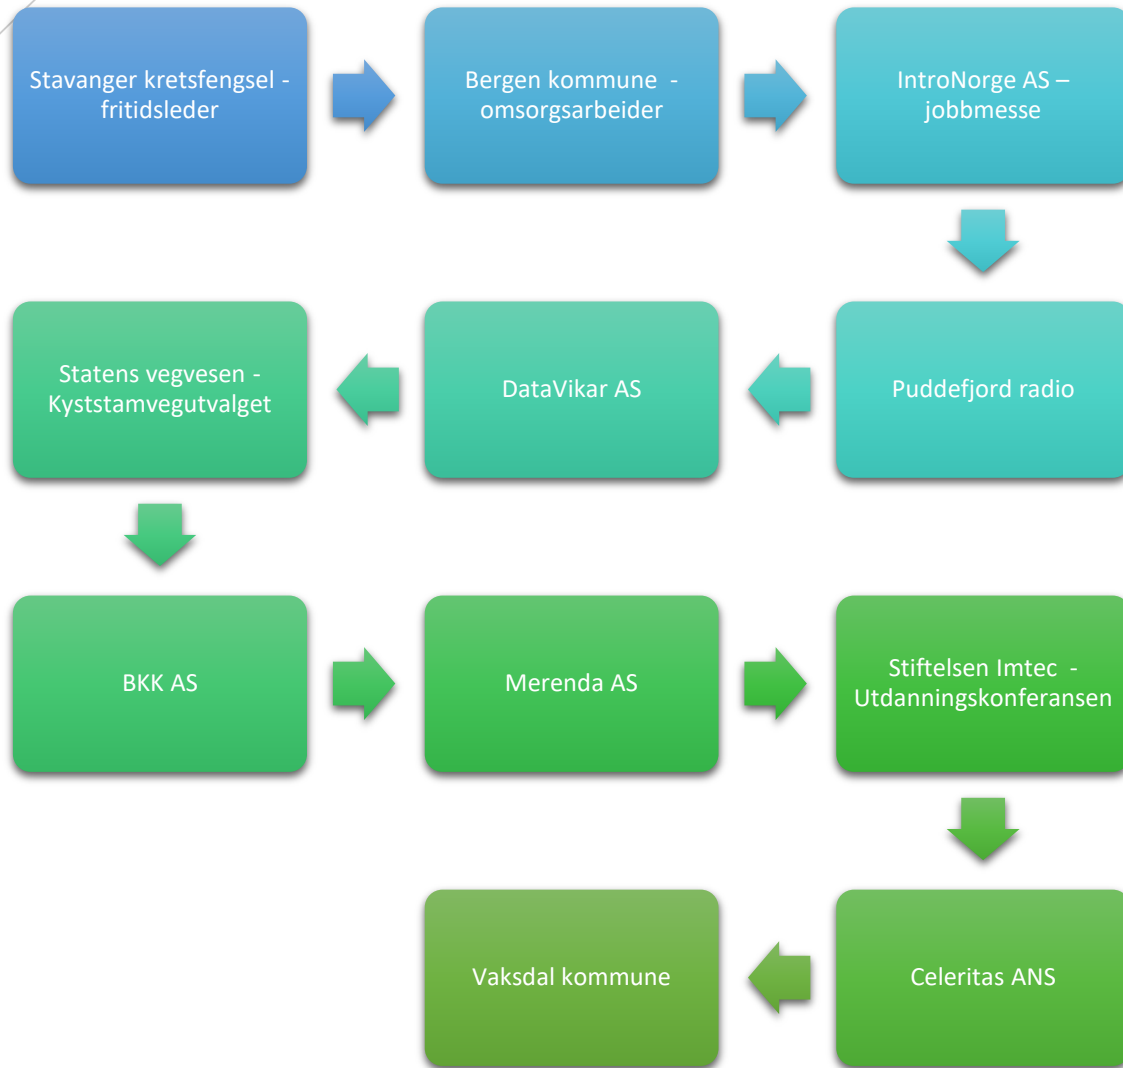 Stavanger kretsfengsel -
fritidsleder
Bergen kommune -
omsorgsarbeider
IntroNorge AS –
jobbmesse
Puddefjord radio
DataVikar AS
Statens vegvesen -
Kyststamvegutvalget
BKK AS
Merenda AS
Stiftelsen Imtec -
Utdanningskonferansen
Celeritas ANS
Vaksdal kommune